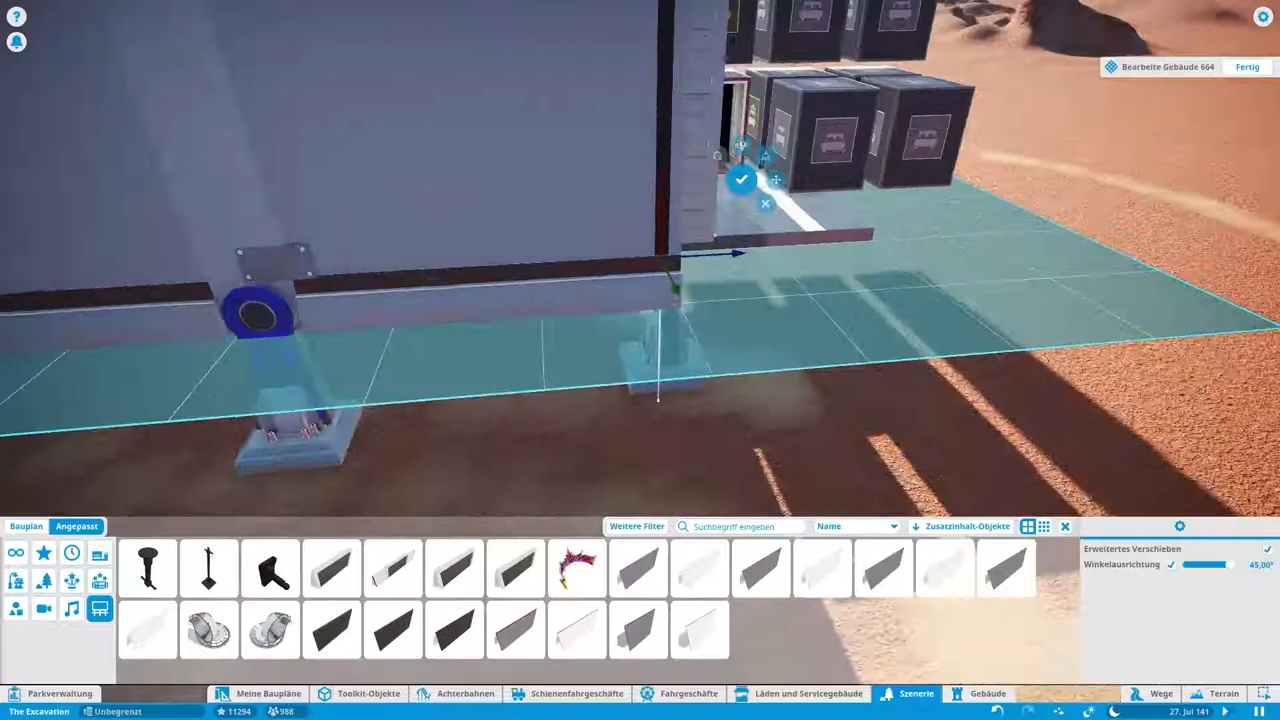 ?
Bearbeite Gebäude 664 Fertig
Bauplan Angepasst Weitere Filter Suchbegriff eingeben Name Zusatzinhalt-Objekte
Erweitertes Verschieben
Winkelausrichtung 45,00°
Parkverwaltung Meine Baupläne Toolkit-Objekte Achterbahnen Schienenfahrgeschäfte Fahrgeschäfte Läden und Servicegebäude Szenerie Gebäude Wege Terrain
The Excavation Unbegrenzt 11294 988 27. Jul 141